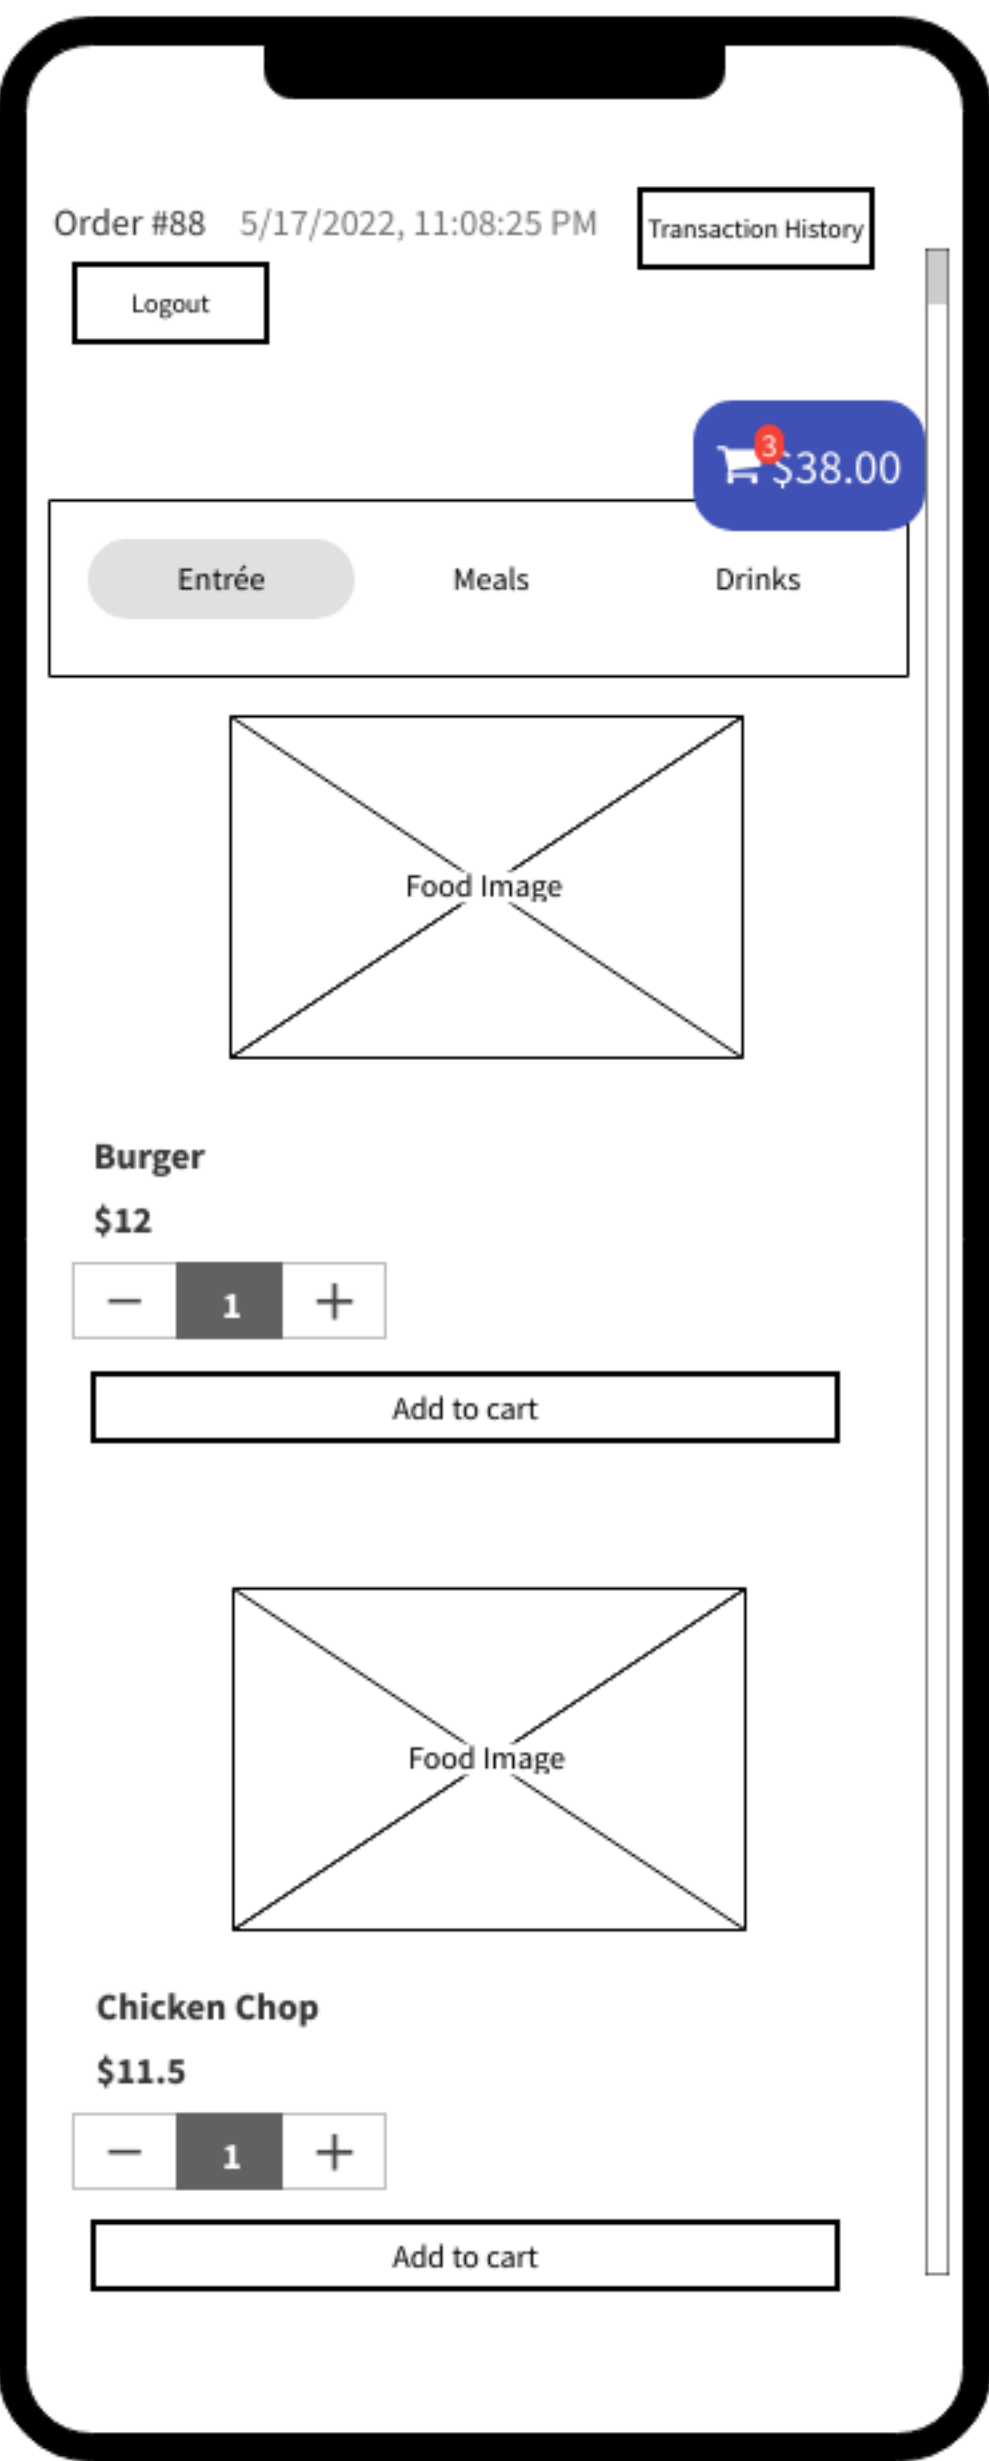 Order #88 5/17/2022, 11:08:25 PM Transaction History
Logout
3 $38.00
Entrée Meals Drinks
Food Image
Burger
$12
− 1 +
Add to cart
Food Image
Chicken Chop
$11.5
− 1 +
Add to cart